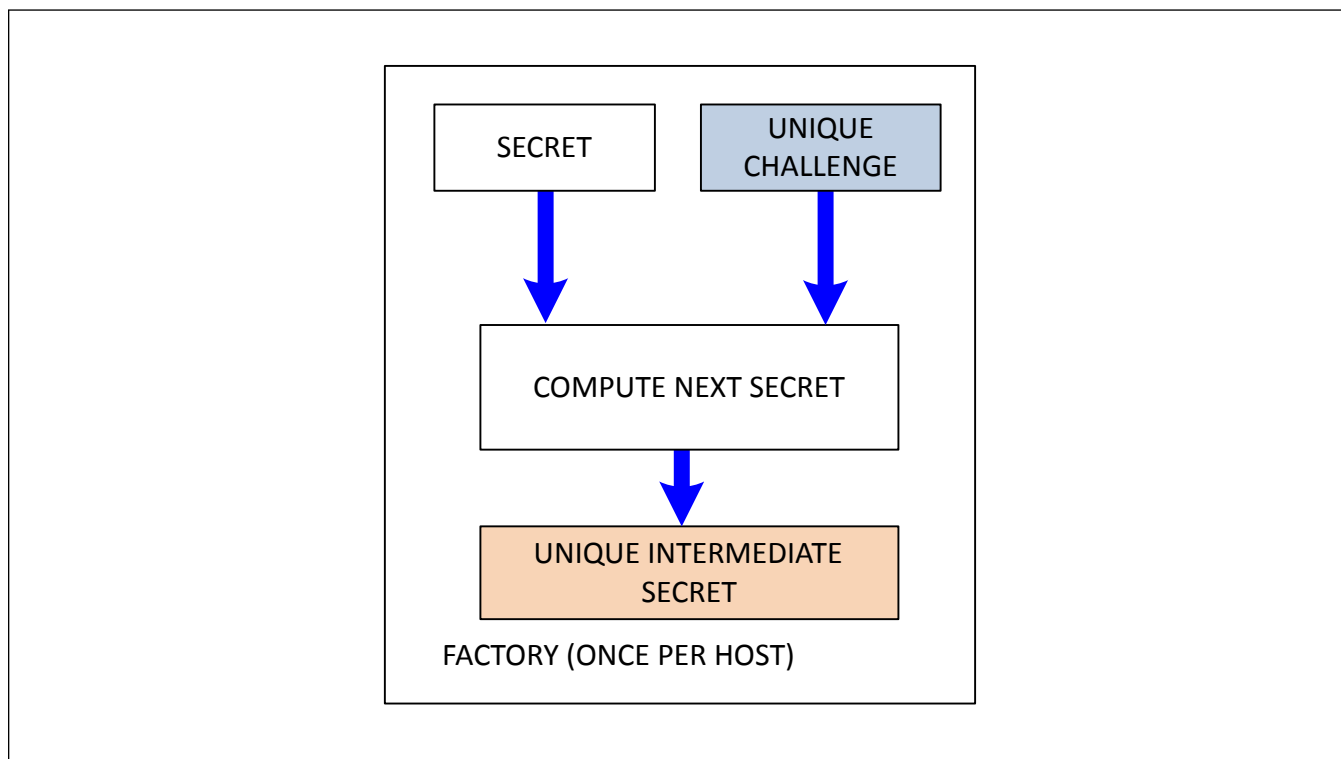 SECRET
UNIQUE
CHALLENGE
COMPUTE NEXT SECRET
UNIQUE INTERMEDIATE
SECRET
FACTORY (ONCE PER HOST)